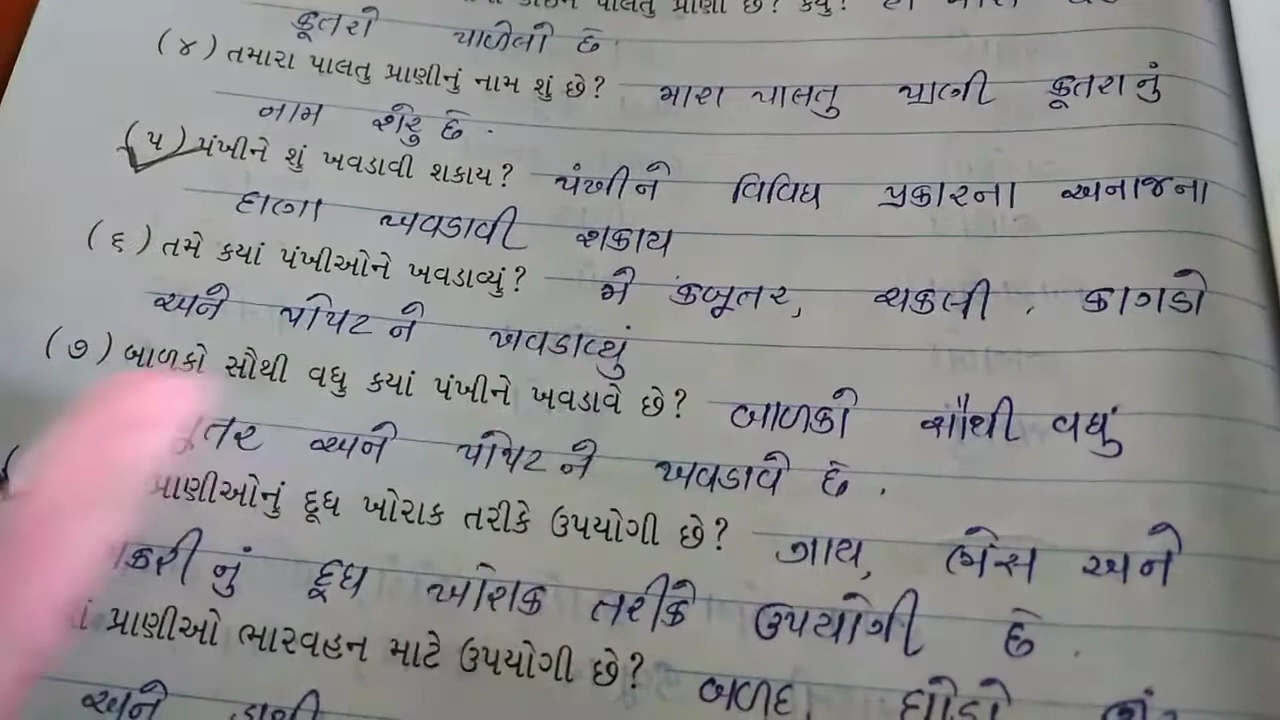 પાલતુ પ્રાણી છે? કયું?
કૂતરો પાળેલો છે.
(૪) તમારા પાલતુ પ્રાણીનું નામ શું છે? મારા પાલતુ પ્રાણી કૂતરાનું
નામ શેરુ છે.
(૫) પંખીને શું ખવડાવી શકાય? પંખીને વિવિધ પ્રકારના અનાજના
દાણા ખવડાવી શકાય
(૬) તમે કયાં પંખીઓને ખવડાવ્યું? મેં કબૂતર, ચકલી, કાગડો
અને પોપટ ને ખવડાવ્યું
(૭) બાળકો સૌથી વધુ કયાં પંખીને ખવડાવે છે? બાળકો સૌથી વધું
અને પોપટ ને ખવડાવે છે.
પ્રાણીઓનું દૂધ ખોરાક તરીકે ઉપયોગી છે? ગાય, ભેંસ અને
નું દૂધ ખોરાક તરીકે ઉપયોગી છે.
પ્રાણીઓ ભારવહન માટે ઉપયોગી છે? બળદ, ઘોડો
અને